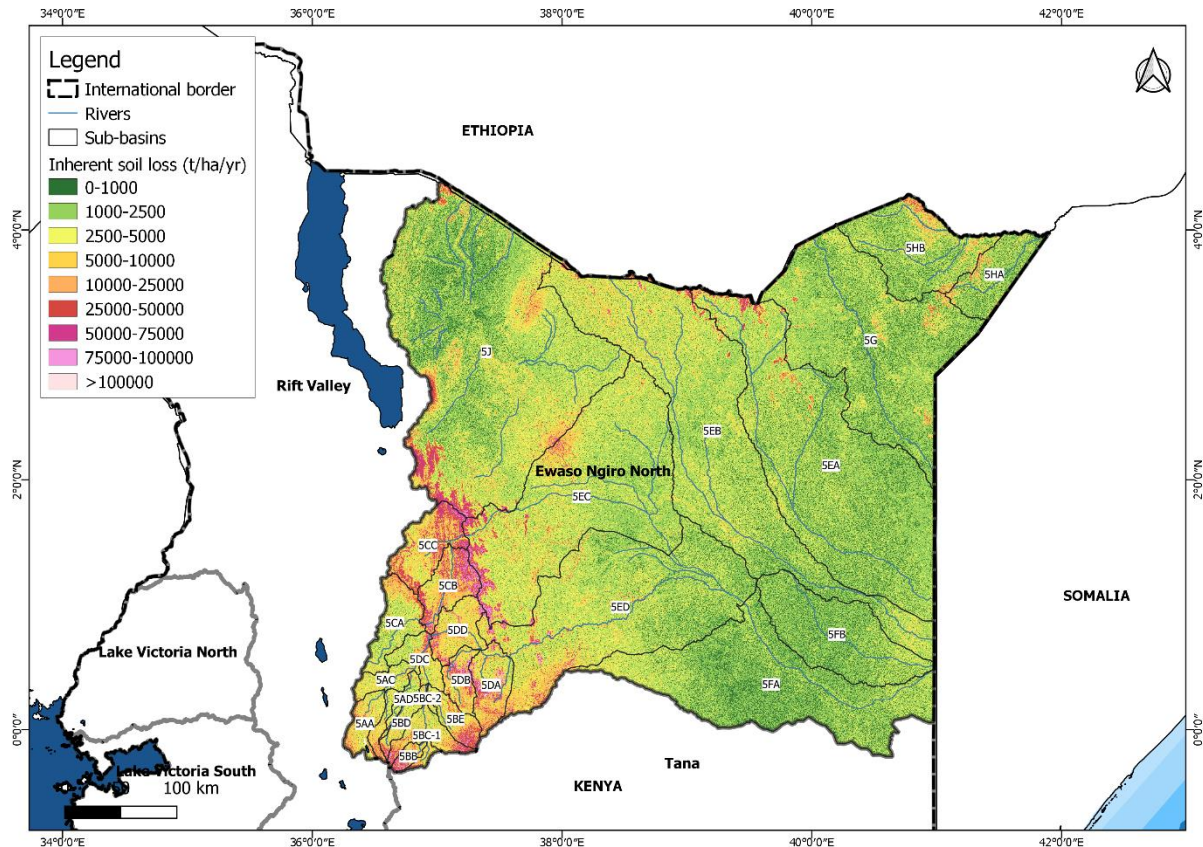 34°0'0"E 36°0'0"E 38°0'0"E 40°0'0"E 42°0'0"E
Legend
International border
Rivers
Sub-basins
Inherent soil loss (t/ha/yr)
0-1000
1000-2500
2500-5000
5000-10000
10000-25000
25000-50000
50000-75000
75000-100000
>100000
ETHIOPIA
4°0'0"N 4°0'0"N
5HB
5HA
5G
5J
Rift Valley
5EB
5EA
2°0'0"N 2°0'0"N
Ewaso Ngiro North
5EC
5CC
5CB
SOMALIA
5ED
5CA
5DD
5FB
Lake Victoria North
5DC
5AC
5DB
5DA
5FA
5AD
5BC-2
5AA
5BD
5BE
0°0'0" 0°0'0"
5BC-1
5BB
Lake Victoria South
Tana
KENYA
100 km
34°0'0"E 36°0'0"E 38°0'0"E 40°0'0"E 42°0'0"E